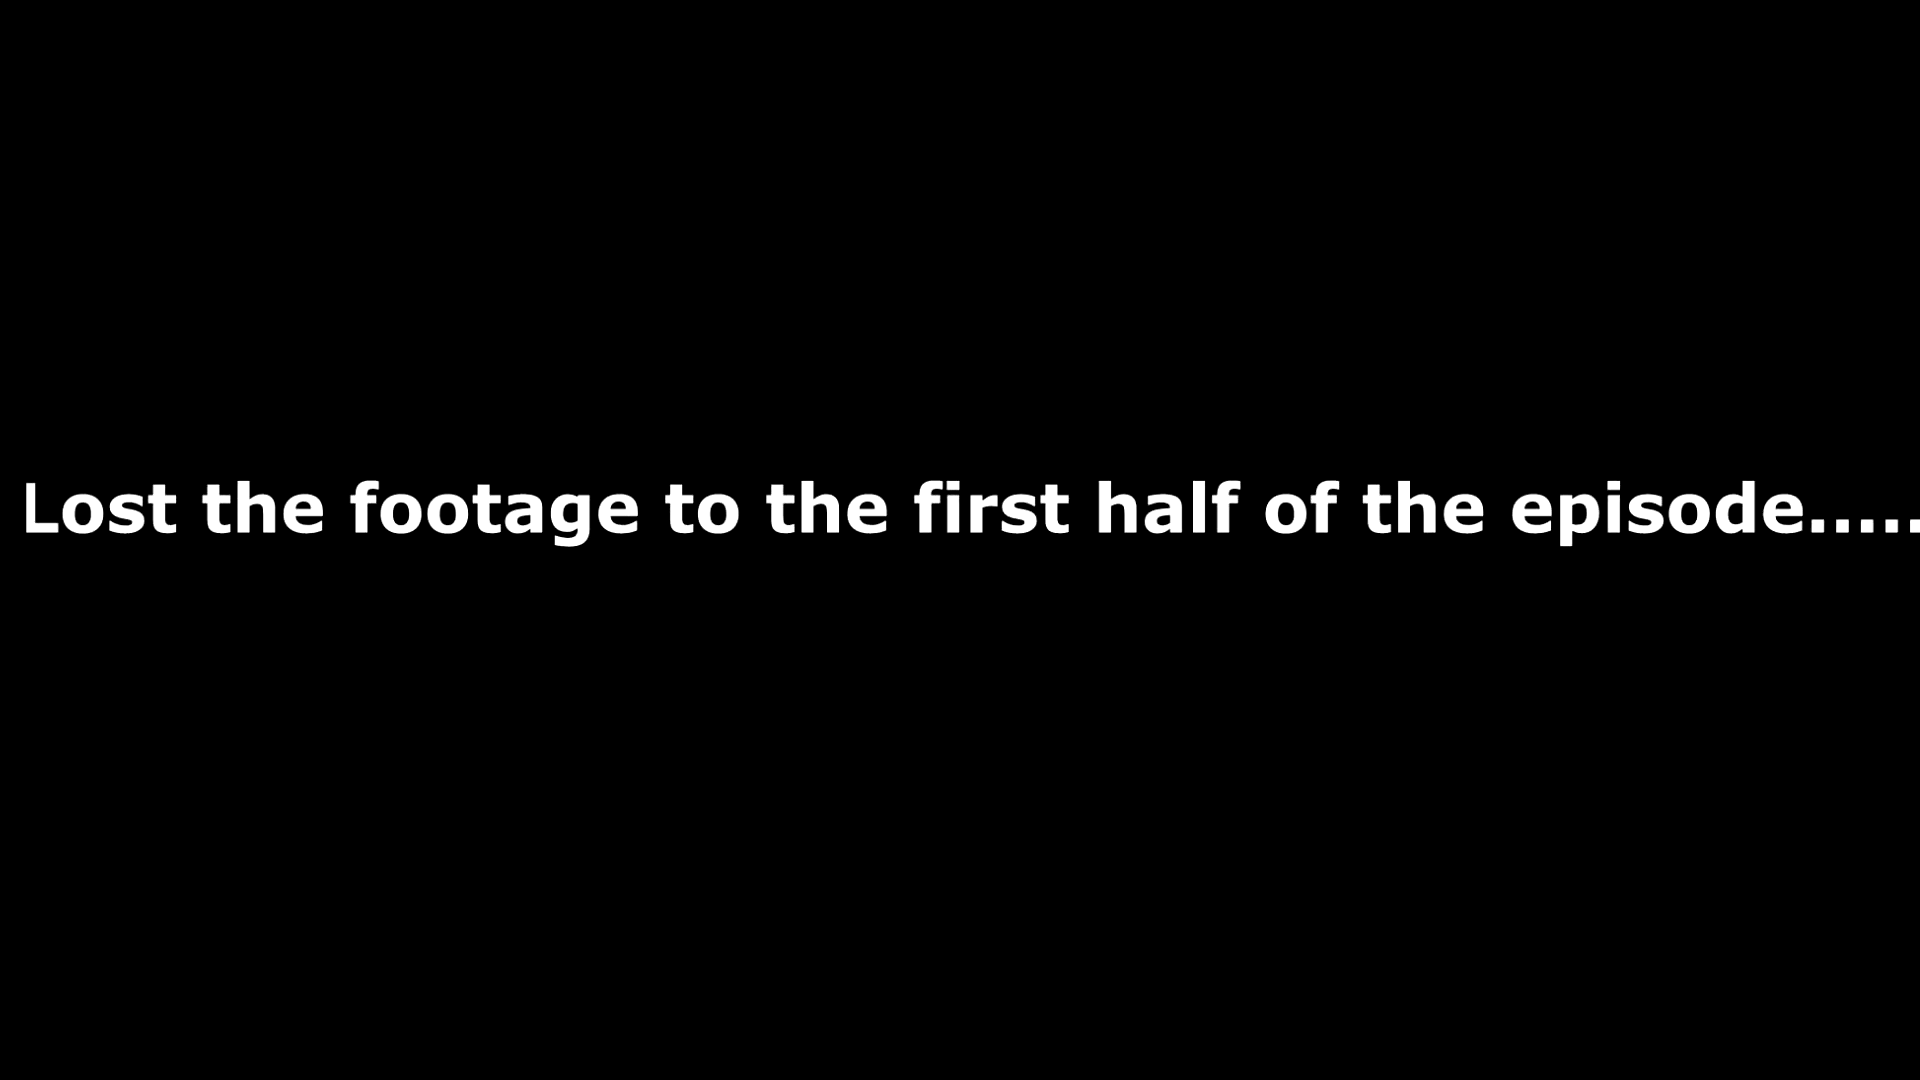 Lost the footage to the first half of the episode.....